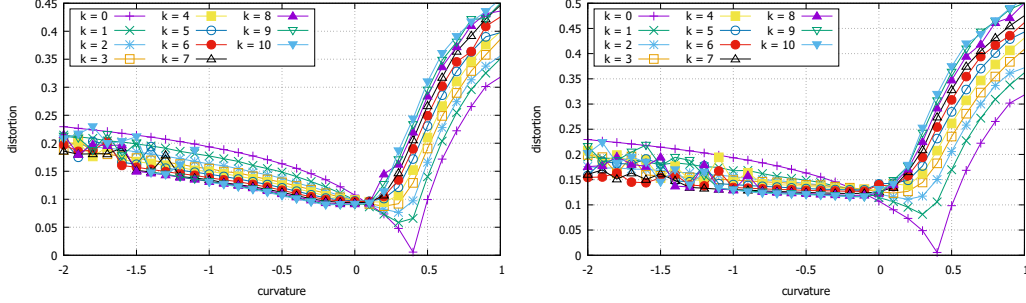 0.45
0.4
0.35
0.3
0.25
0.2
0.15
0.1
0.05
0
distortion
k = 0 k = 4 k = 8
k = 1 k = 5 k = 9
k = 2 k = 6 k = 10
k = 3 k = 7
-2 -1.5 -1 -0.5 0 0.5 1
curvature
0.5
0.45
0.4
0.35
0.3
0.25
0.2
0.15
0.1
0.05
0
distortion
k = 0 k = 4 k = 8
k = 1 k = 5 k = 9
k = 2 k = 6 k = 10
k = 3 k = 7
-2 -1.5 -1 -0.5 0 0.5 1
curvature